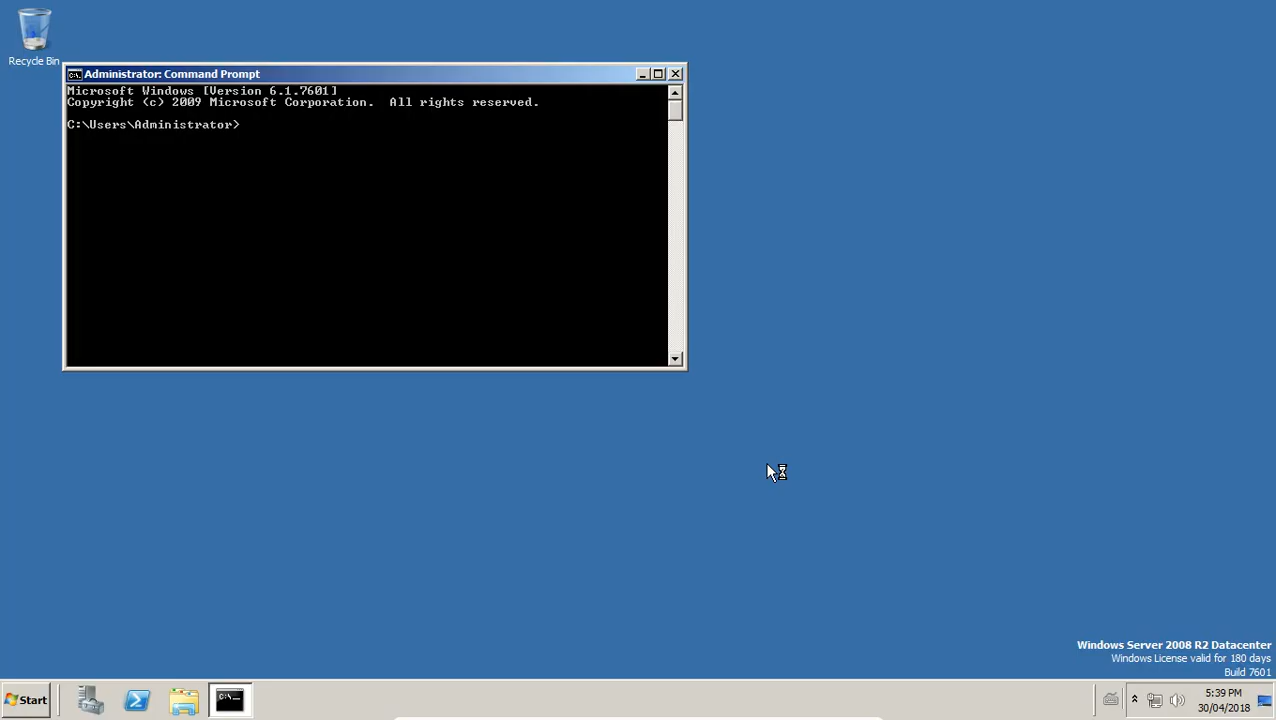 Recycle Bin
Administrator: Command Prompt
Microsoft Windows [Version 6.1.7601]
Copyright (c) 2009 Microsoft Corporation.  All rights reserved.
C:\Users\Administrator>
Windows Server 2008 R2 Datacenter
Windows License valid for 180 days
Build 7601
Start
5:39 PM
30/04/2018